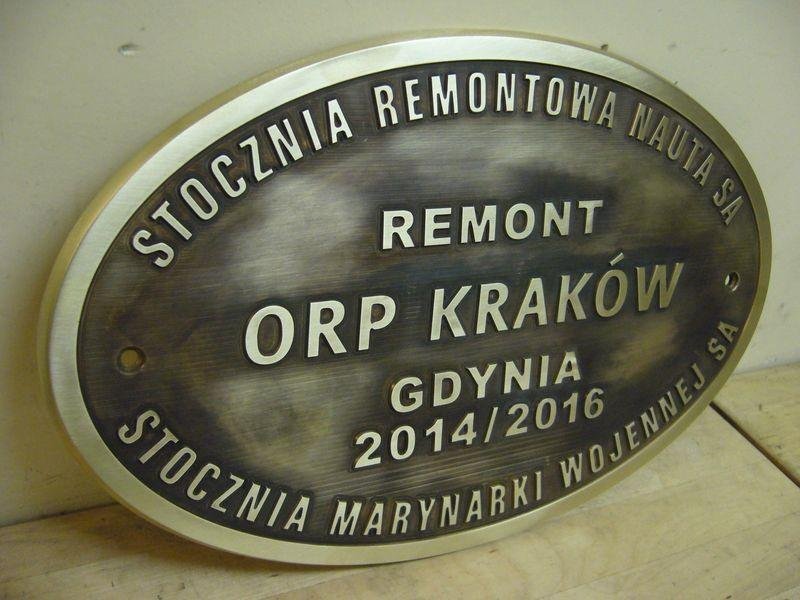 STOCZNIA REMONTOWA NAUTA SA
REMONT
ORP KRAKÓW
GDYNIA
2014/2016
STOCZNIA MARYNARKI WOJENNEJ SA